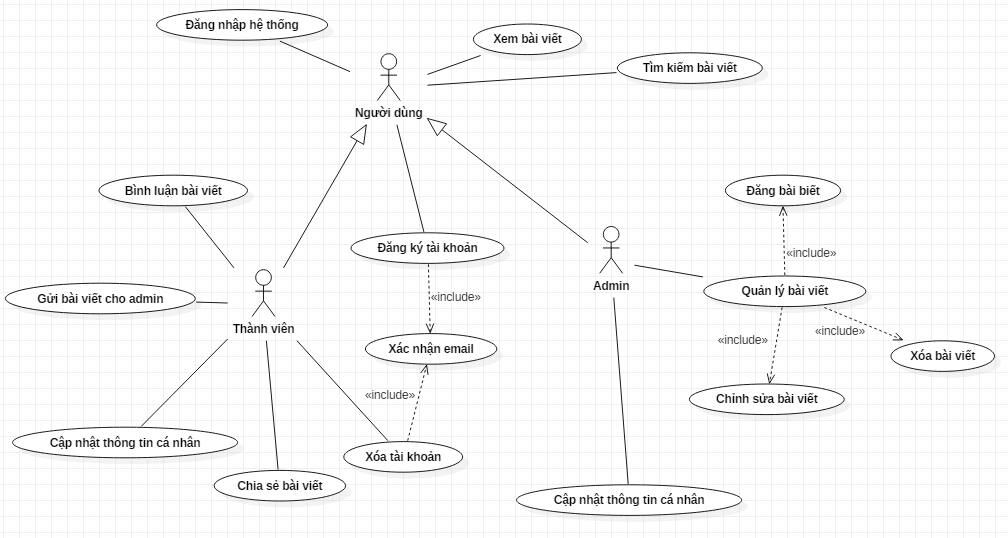 Đăng nhập hệ thống
Xem bài viết
Tìm kiếm bài viết
Người dùng
Bình luận bài viết
Đăng bài biết
Đăng ký tài khoản
«include»
Admin
Quản lý bài viết
Gửi bài viết cho admin
«include»
Thành viên
«include»
«include»
Xác nhận email
Xóa bài viết
«include»
Chỉnh sửa bài viết
Cập nhật thông tin cá nhân
Xóa tài khoản
Chia sẻ bài viết
Cập nhật thông tin cá nhân